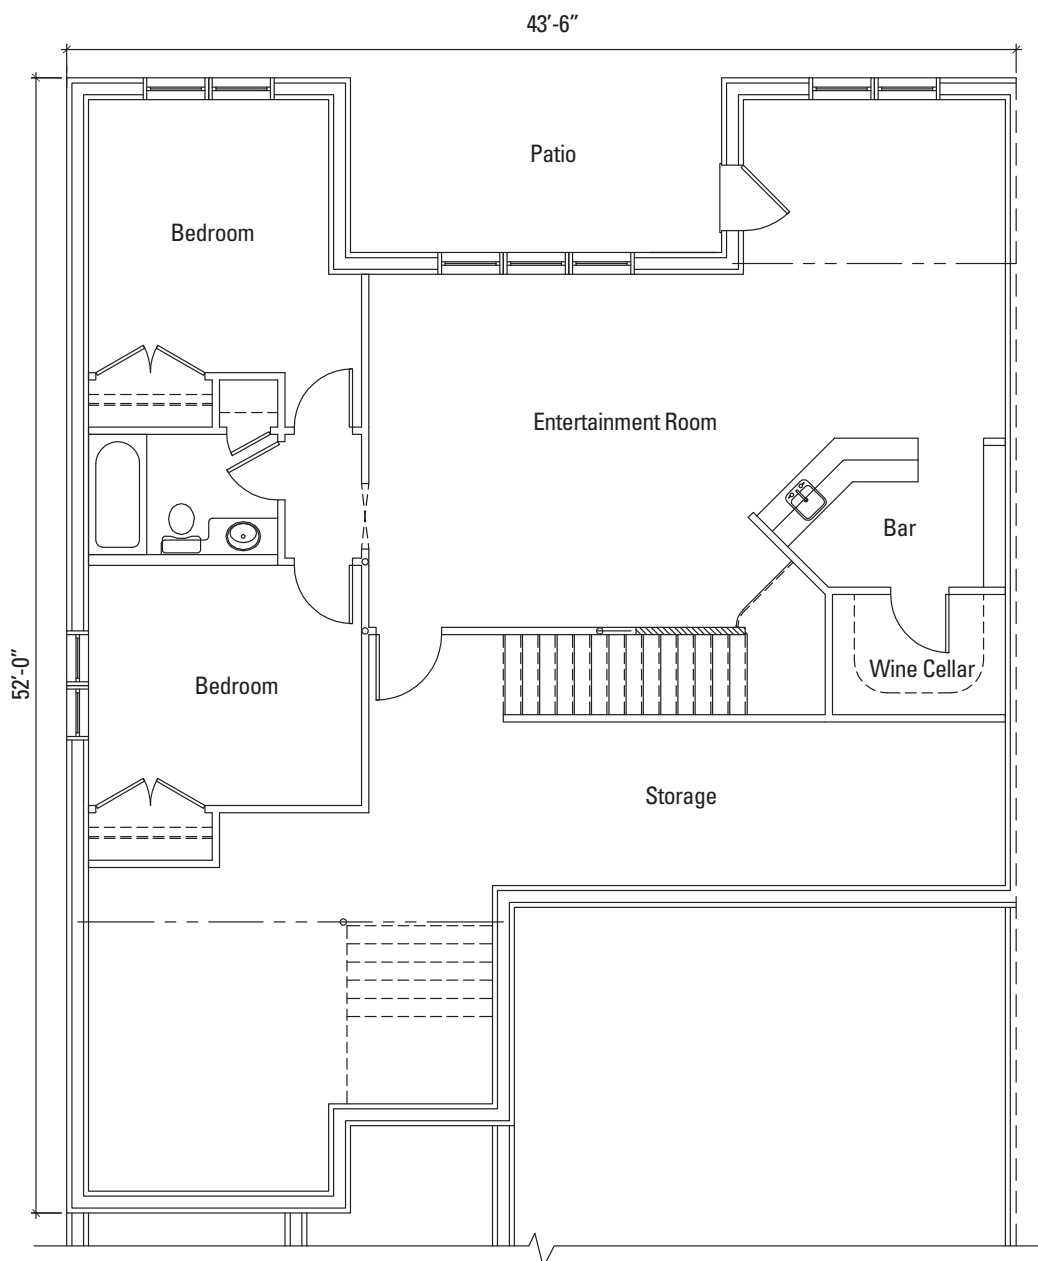 43’-6”
Patio
Bedroom
Entertainment Room
Bar
52’-0”
Wine Cellar
Bedroom
Storage